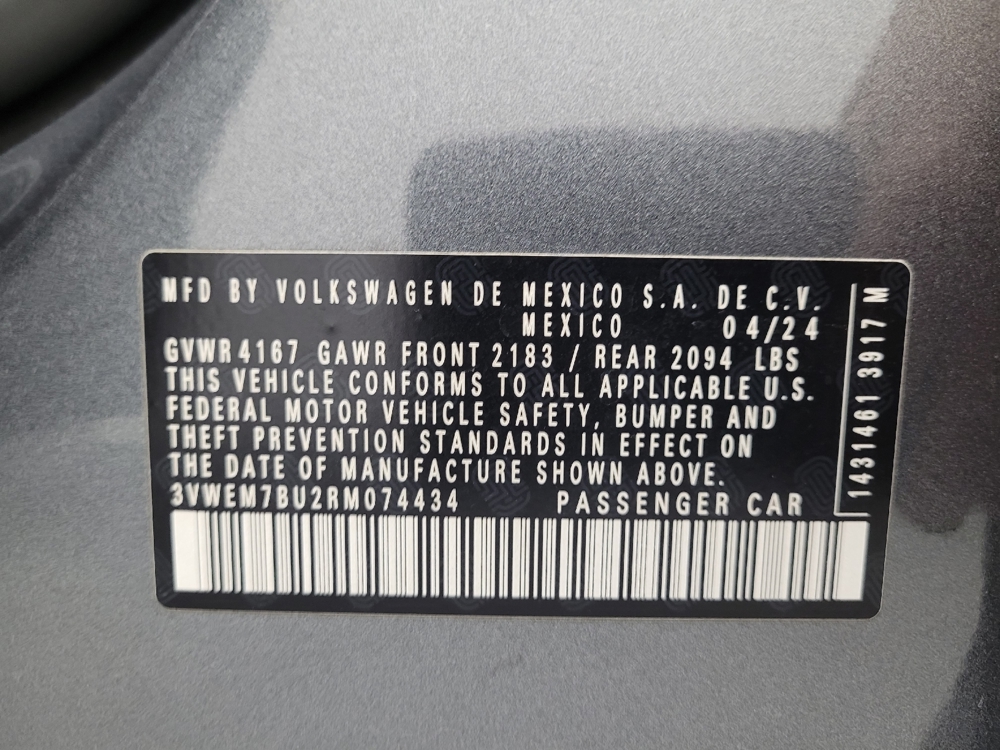 MFD BY VOLKSWAGEN DE MEXICO S.A. DE C.V.
MEXICO 04/24
GVWR 4167 GAWR FRONT 2183 / REAR 2094 LBS
THIS VEHICLE CONFORMS TO ALL APPLICABLE U.S.
FEDERAL MOTOR VEHICLE SAFETY, BUMPER AND
THEFT PREVENTION STANDARDS IN EFFECT ON
THE DATE OF MANUFACTURE SHOWN ABOVE.
3VWEM7BU2RM074434 PASSENGER CAR
1431461 3917 M